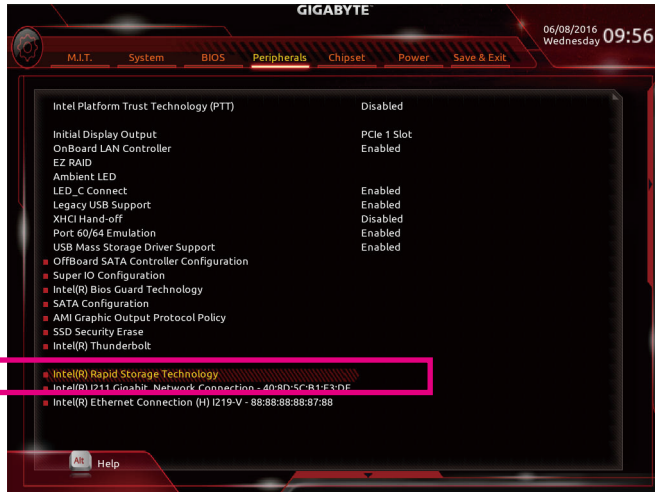 GIGABYTE™
06/08/2016
Wednesday 09:56
M.I.T. System BIOS Peripherals Chipset Power Save & Exit
Intel Platform Trust Technology (PTT) Disabled
Initial Display Output PCIe 1 Slot
OnBoard LAN Controller Enabled
EZ RAID
Ambient LED
LED_C Connect Enabled
Legacy USB Support Enabled
XHCI Hand-off Disabled
Port 60/64 Emulation Enabled
USB Mass Storage Driver Support Enabled
OffBoard SATA Controller Configuration
Super IO Configuration
Intel(R) Bios Guard Technology
SATA Configuration
AMI Graphic Output Protocol Policy
SSD Security Erase
Intel(R) Thunderbolt
Intel(R) Rapid Storage Technology
Intel(R) I211 Gigabit Network Connection - 40:8D:5C:B1:F3:DF
Intel(R) Ethernet Connection (H) I219-V - 88:88:88:88:87:88
Alt Help